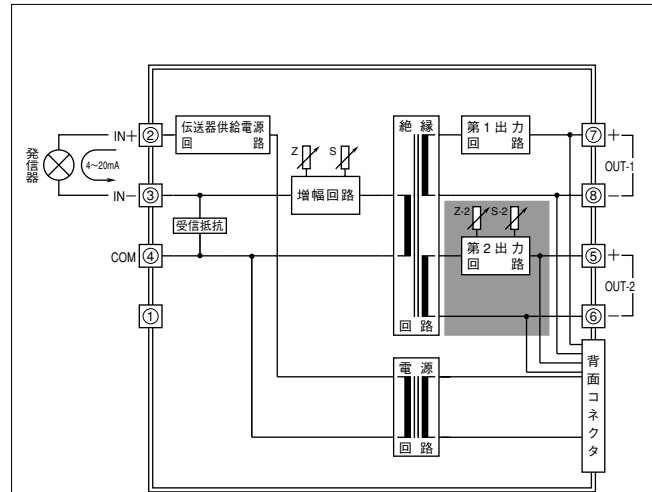 発信器
4〜20mA
IN+
②
伝送器供給電源
回 路
IN−
③
受信抵抗
COM
④
①
Z
S
増幅回路
絶 縁
回 路
第 1 出 力
回 路
⑦
+
OUT-1
⑧
−
Z-2
S-2
第 2 出 力
回 路
⑤
+
OUT-2
⑥
−
電 源
回 路
背面コネクタ